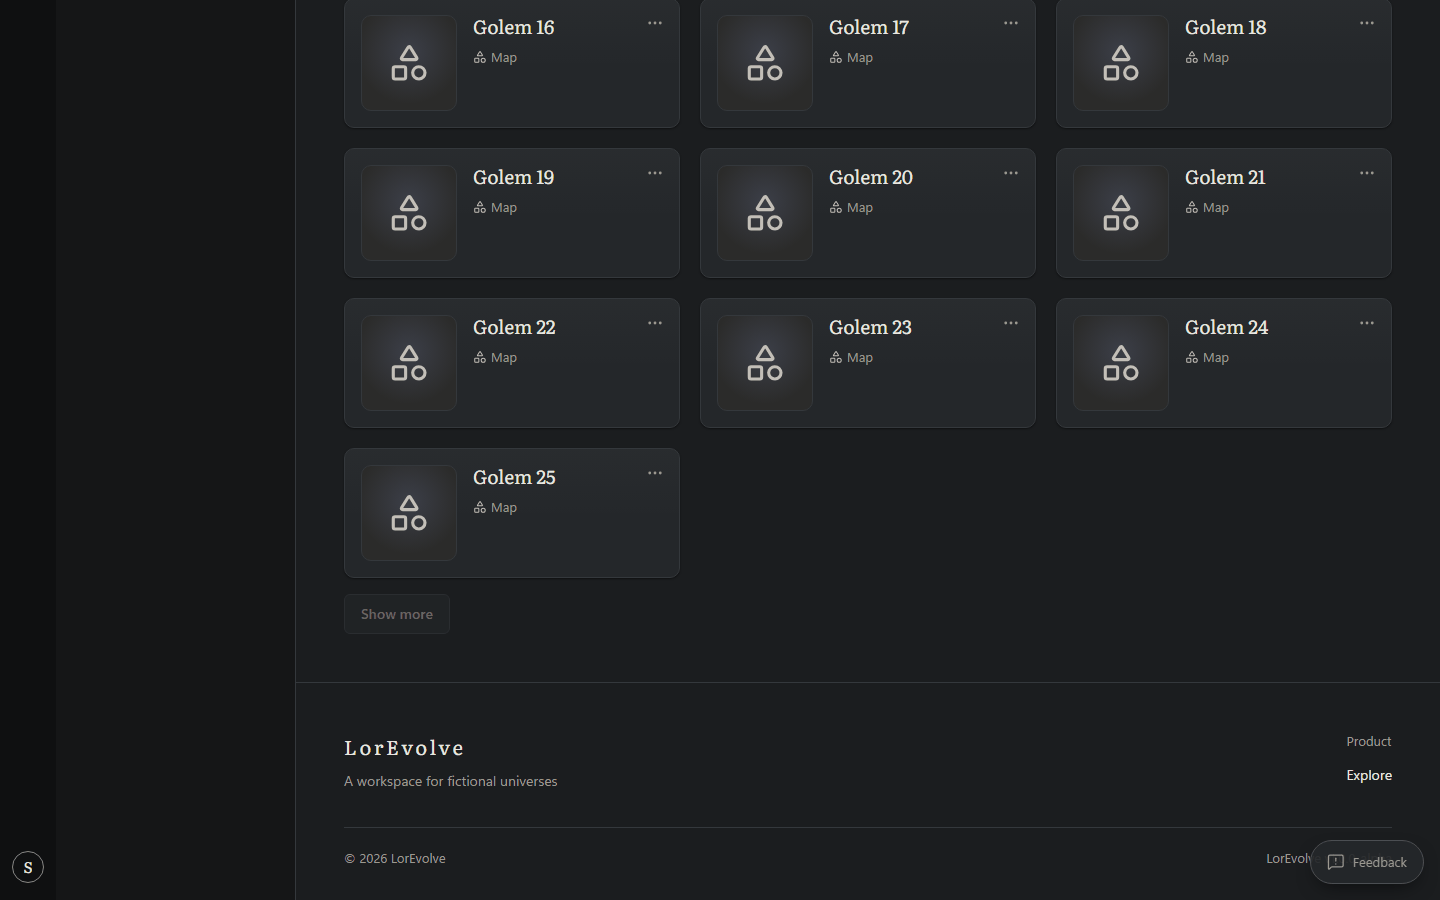 Golem 16
Map
Golem 17
Map
Golem 18
Map
Golem 19
Map
Golem 20
Map
Golem 21
Map
Golem 22
Map
Golem 23
Map
Golem 24
Map
Golem 25
Map
Show more
LorEvolve
A workspace for fictional universes
Product
Explore
© 2026 LorEvolve
S
Feedback